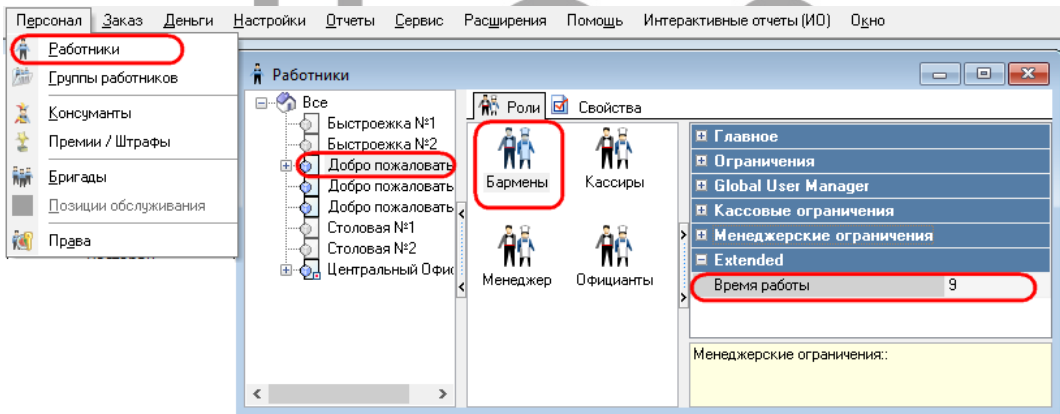 Персонал Заказ Деньги Настройки Отчеты Сервис Расширения Помощь Интерактивные отчеты (ИО) Окно
Работники
Группы работников
Консуманты
Премии / Штрафы
Бригады
Позиции обслуживания
Права
Работники
Все
Быстроежка №1
Быстроежка №2
Добро пожаловать
Добро пожаловать
Добро пожаловать
Столовая №1
Столовая №2
Центральный Офис
Роли Свойства
Бармены Кассиры
Менеджер Официанты
Главное
Ограничения
Global User Manager
Кассовые ограничения
Менеджерские ограничения
Extended
Время работы 9
Менеджерские ограничения::